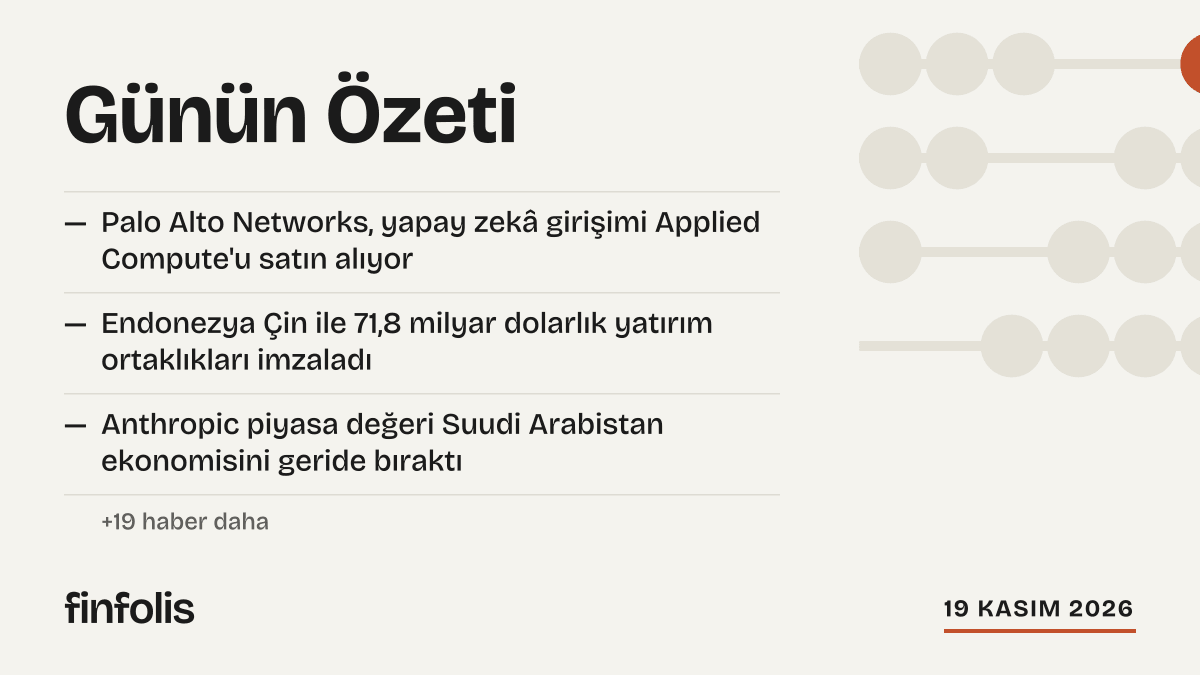 Günün Özeti
— Palo Alto Networks, yapay zekâ girişimi Applied
Compute'u satın alıyor
— Endonezya Çin ile 71,8 milyar dolarlık yatırım
ortaklıkları imzaladı
— Anthropic piyasa değeri Suudi Arabistan
ekonomisini geride bıraktı
+19 haber daha
finfolis
19 KASIM 2026